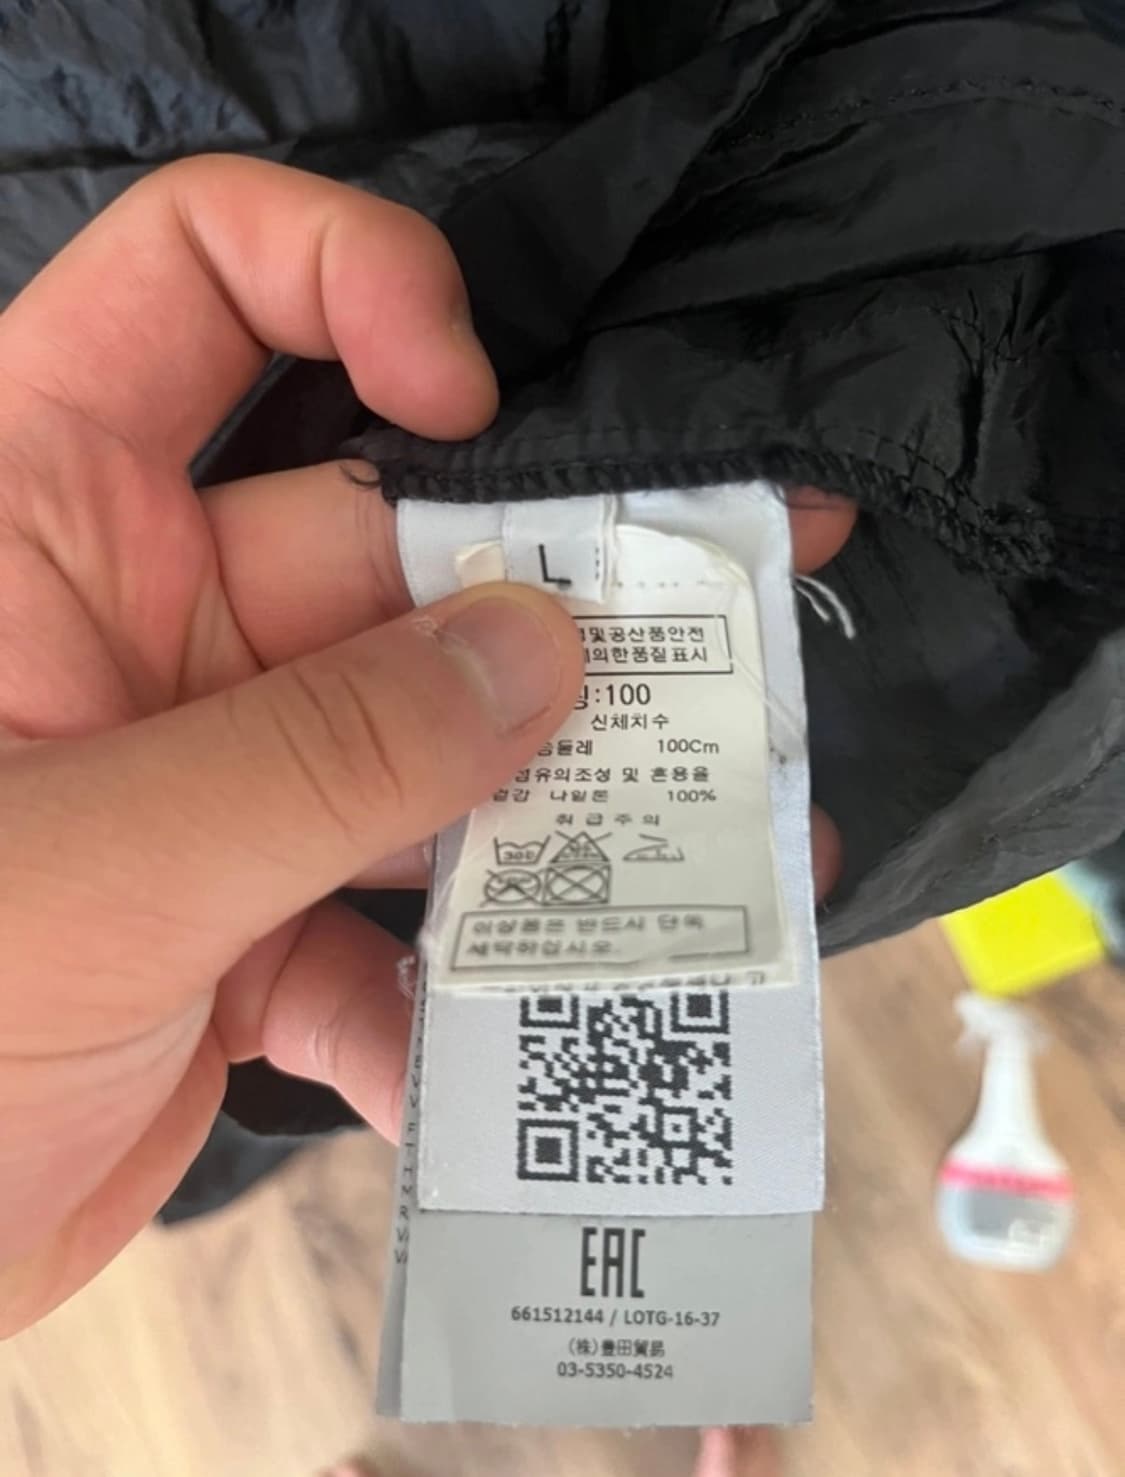 L
및공산품안전
의한품질표시
:100
신체치수
둘레 100Cm
섬유의조성 및 혼용율
겉감 나일론 100%
취급주의
이상품은 반드시 단독
세탁하십시오.
EAC
661512144 / LOTG-16-37
(株)豊田貿易
03-5350-4524